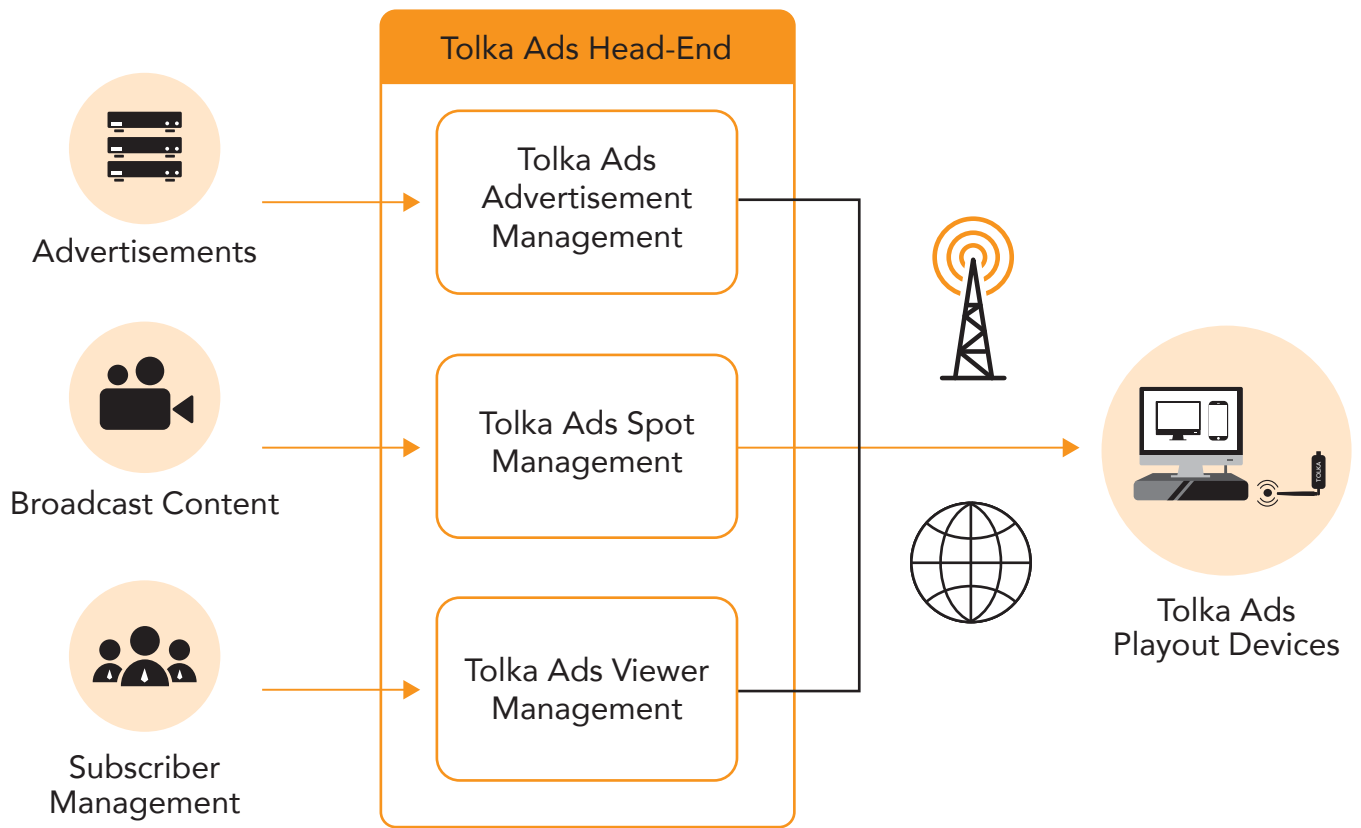 Tolka Ads Head-End
Advertisements
Tolka Ads
Advertisement
Management
Broadcast Content
Tolka Ads Spot
Management
Subscriber
Management
Tolka Ads Viewer
Management
TOLKA
Tolka Ads
Playout Devices